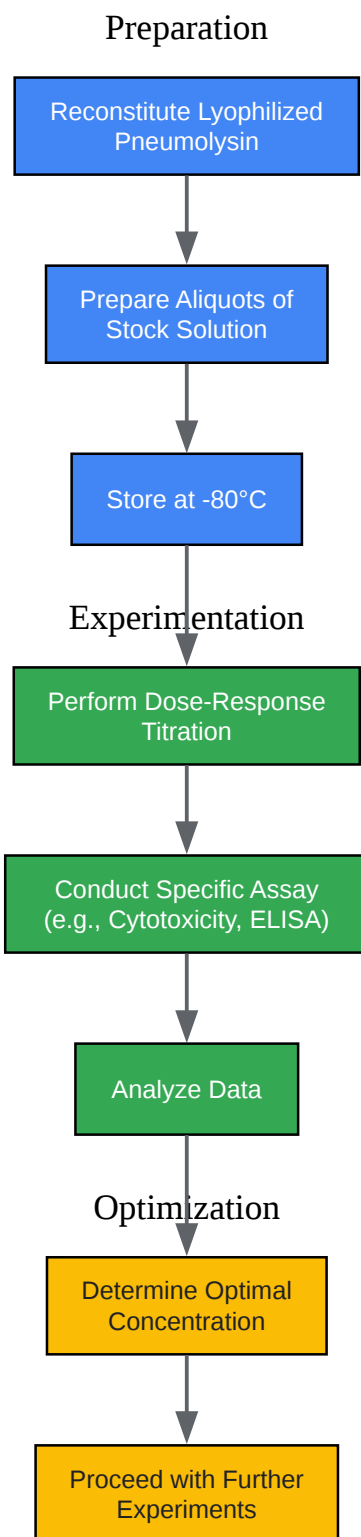 Preparation
Reconstitute Lyophilized
Pneumolysin
Prepare Aliquots of
Stock Solution
Store at -80°C
Experimentation
Perform Dose-Response
Titration
Conduct Specific Assay
(e.g., Cytotoxicity, ELISA)
Analyze Data
Optimization
Determine Optimal
Concentration
Proceed with Further
Experiments